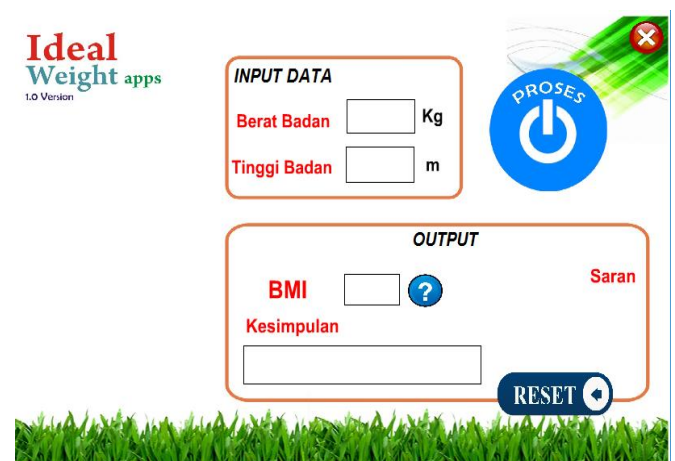 Ideal
Weight apps
1.0 Version
INPUT DATA
Berat Badan Kg
Tinggi Badan m
PROSES
OUTPUT
BMI ?
Saran
Kesimpulan
RESET